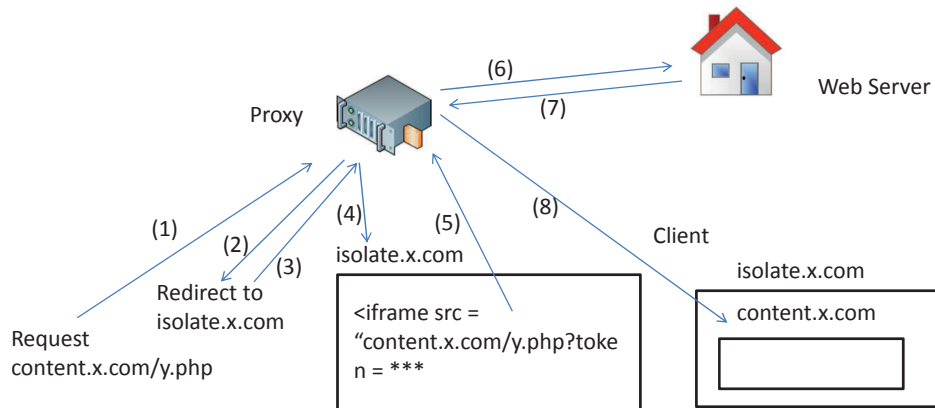 (6)
(7)
Web Server
Proxy
(1)
(2)
(3)
(4)
(5)
(8)
Client
isolate.x.com
isolate.x.com
Redirect to
isolate.x.com
<iframe src =
“content.x.com/y.php?toke
n = ***
content.x.com
Request
content.x.com/y.php